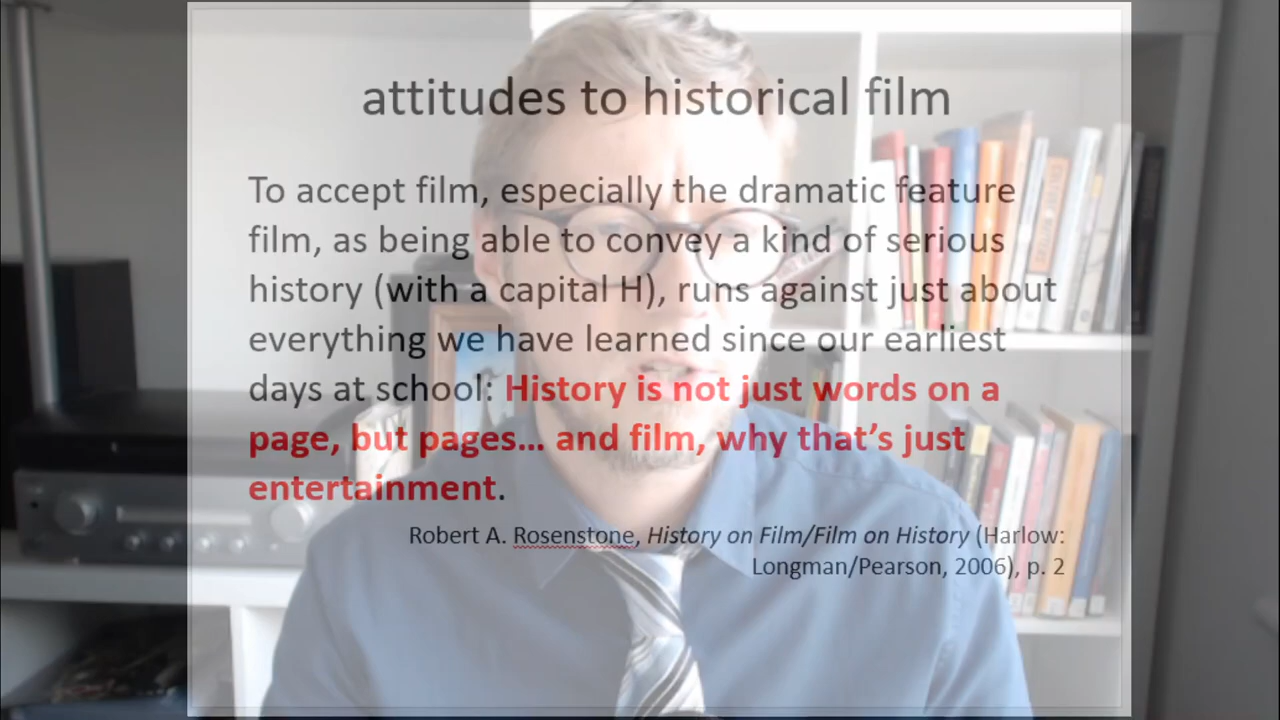 attitudes to historical film
To accept film, especially the dramatic feature
film, as being able to convey a kind of serious
history (with a capital H), runs against just about
everything we have learned since our earliest
days at school: History is not just words on a
page, but pages... and film, why that's just
entertainment.
Robert A. Rosenstone, History on Film/Film on History (Harlow:
Longman/Pearson, 2006), p. 2